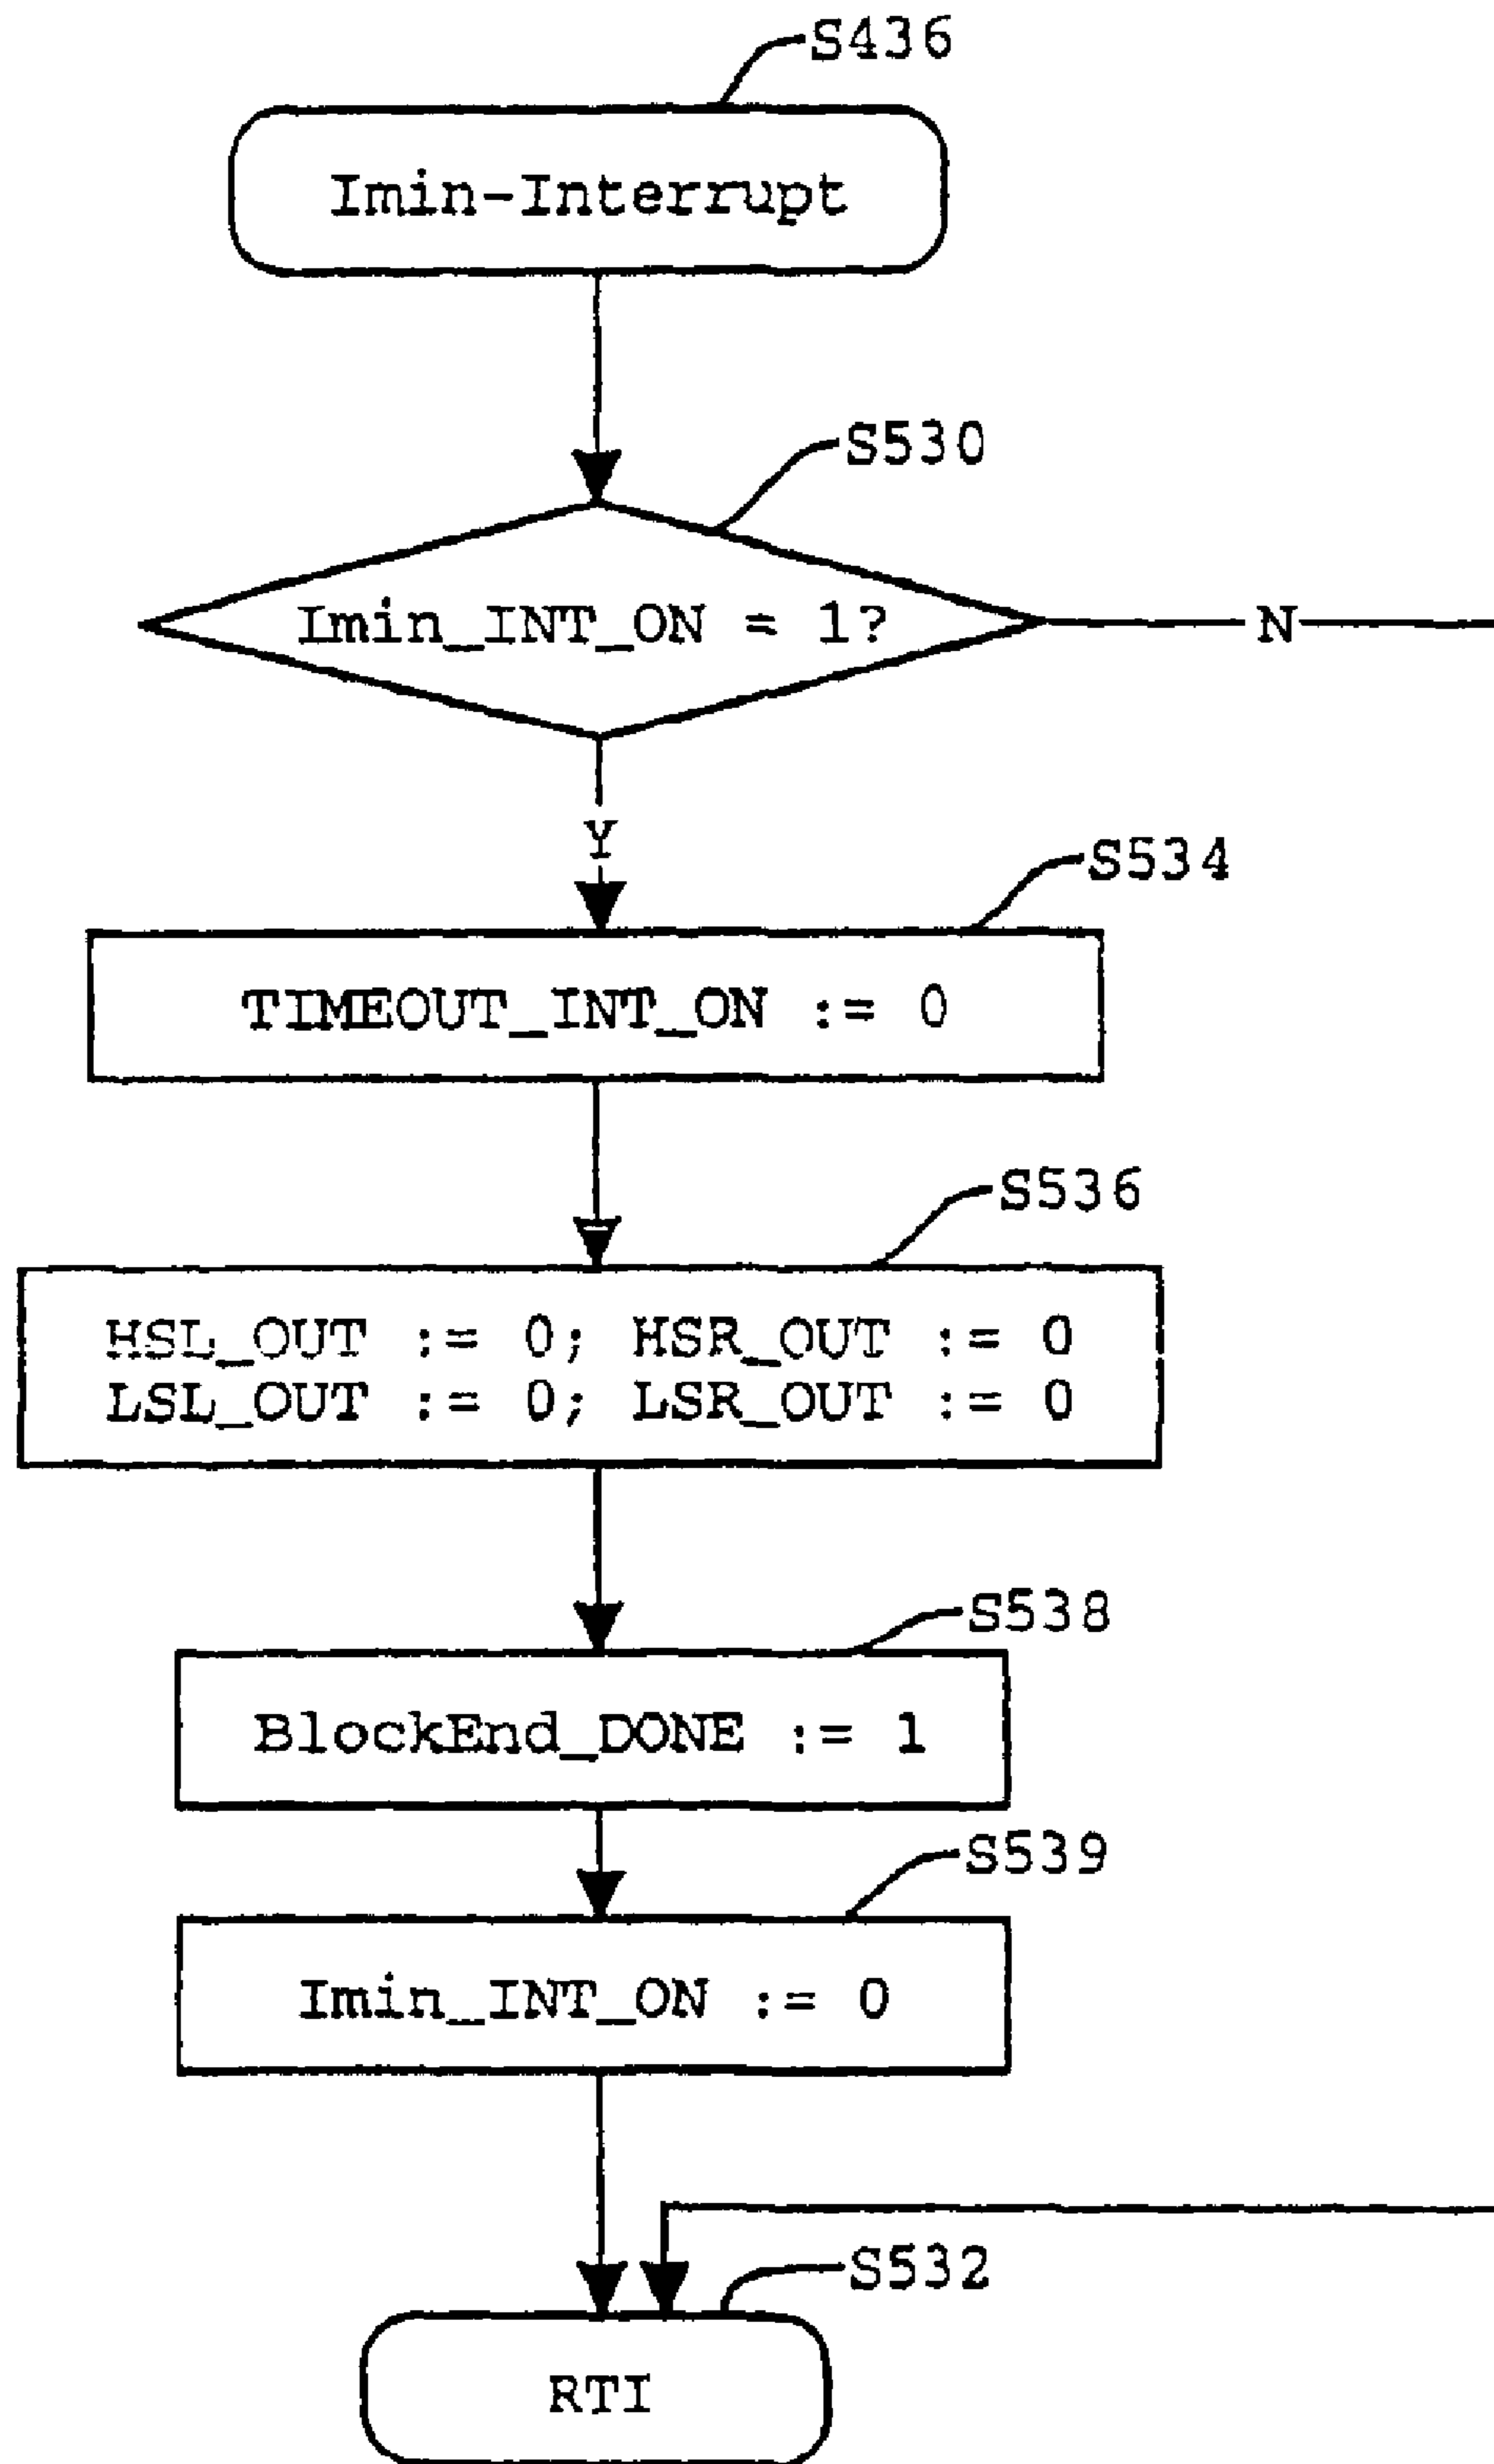 S436
Imin-Interrupt
S530
Imin_INT_ON = 1?
N
Y
S534
TIMEOUT_INT_ON := 0
S536
HSL_OUT := 0; HSR_OUT := 0
LSL_OUT := 0; LSR_OUT := 0
S538
BlockEnd_DONE := 1
S539
Imin_INT_ON := 0
S532
RTI